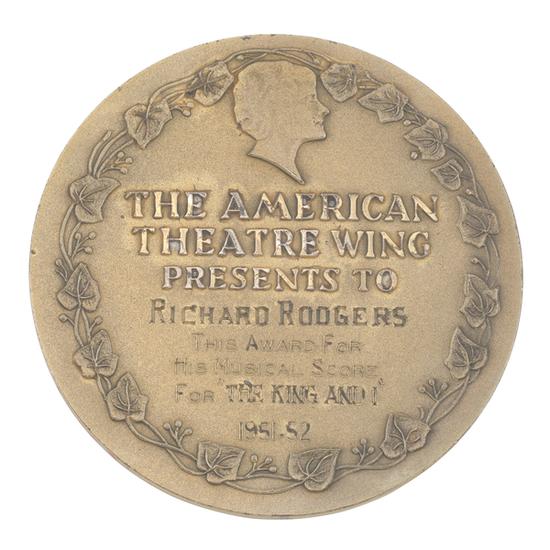 THE AMERICAN
THEATRE WING
PRESENTS TO
RICHARD RODGERS
THIS AWARD FOR
HIS MUSICAL SCORE
FOR "THE KING AND I"
1951-52